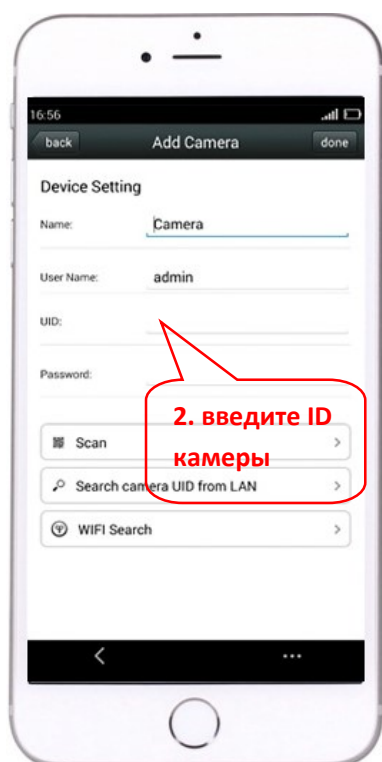 16:56
back Add Camera done
Device Setting
Name: Camera
User Name: admin
UID:
Password:
2. введите ID
камеры
Scan
Search camera UID from LAN
WIFI Search